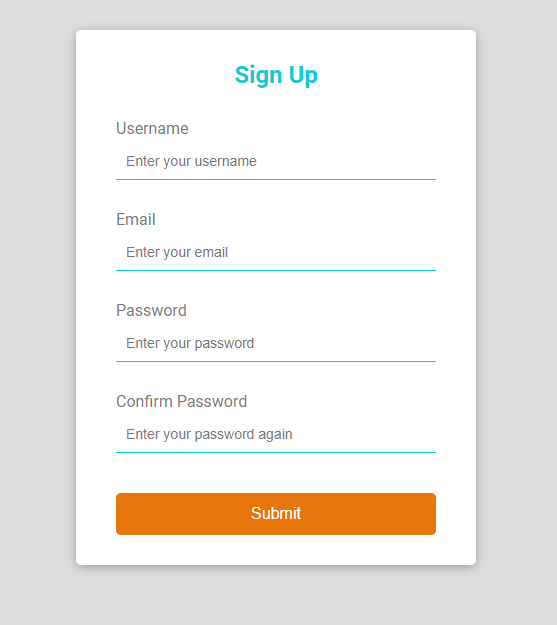 Sign Up
Username
Enter your username
Email
Enter your email
Password
Enter your password
Confirm Password
Enter your password again
Submit